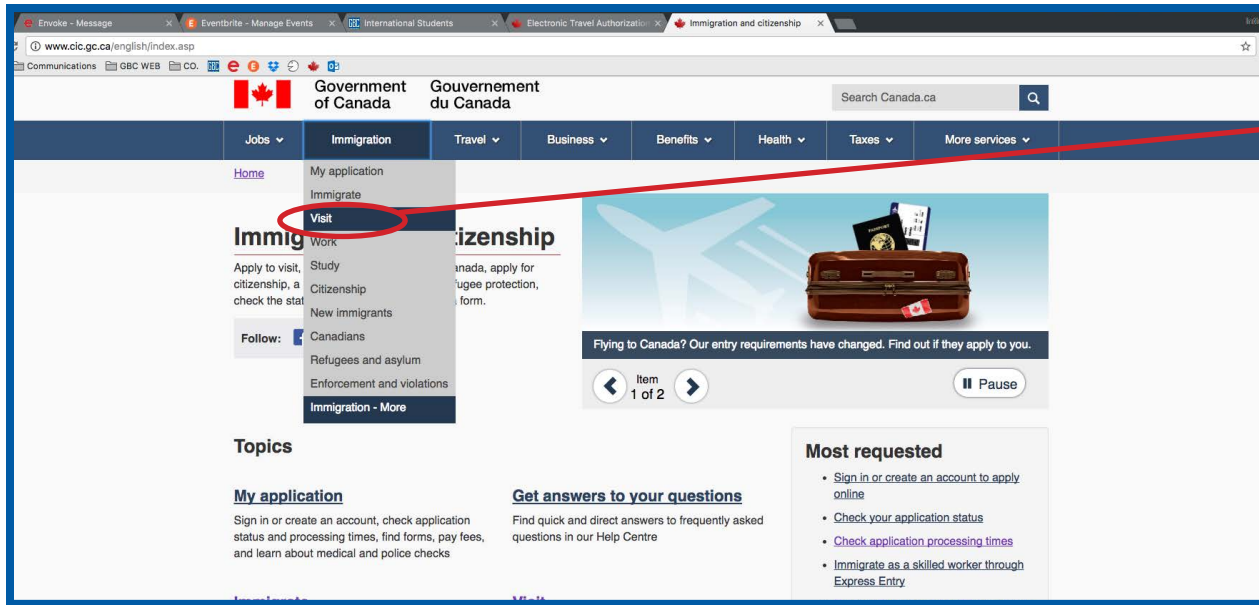 Envoke - Message
Eventbrite - Manage Events
International Students
Electronic Travel Authorization
Immigration and citizenship
www.cic.gc.ca/english/index.asp
Communications GBC WEB CO.
Government of Canada
Gouvernement du Canada
Search Canada.ca
Jobs Immigration Travel Business Benefits Health Taxes More services
Home
My application
Immigrate
Visit
Work
Study
Citizenship
New immigrants
Canadians
Refugees and asylum
Enforcement and violations
Immigration - More
Immig izenship
Apply to visit, anada, apply for
citizenship, a fugee protection,
check the stat form.
Follow:
PASSPORT
Flying to Canada? Our entry requirements have changed. Find out if they apply to you.
Item
1 of 2
Pause
Topics
My application
Sign in or create an account, check application
status and processing times, find forms, pay fees,
and learn about medical and police checks
Get answers to your questions
Find quick and direct answers to frequently asked
questions in our Help Centre
Most requested
Sign in or create an account to apply
online
Check your application status
Check application processing times
Immigrate as a skilled worker through
Express Entry
Immigrate Visit